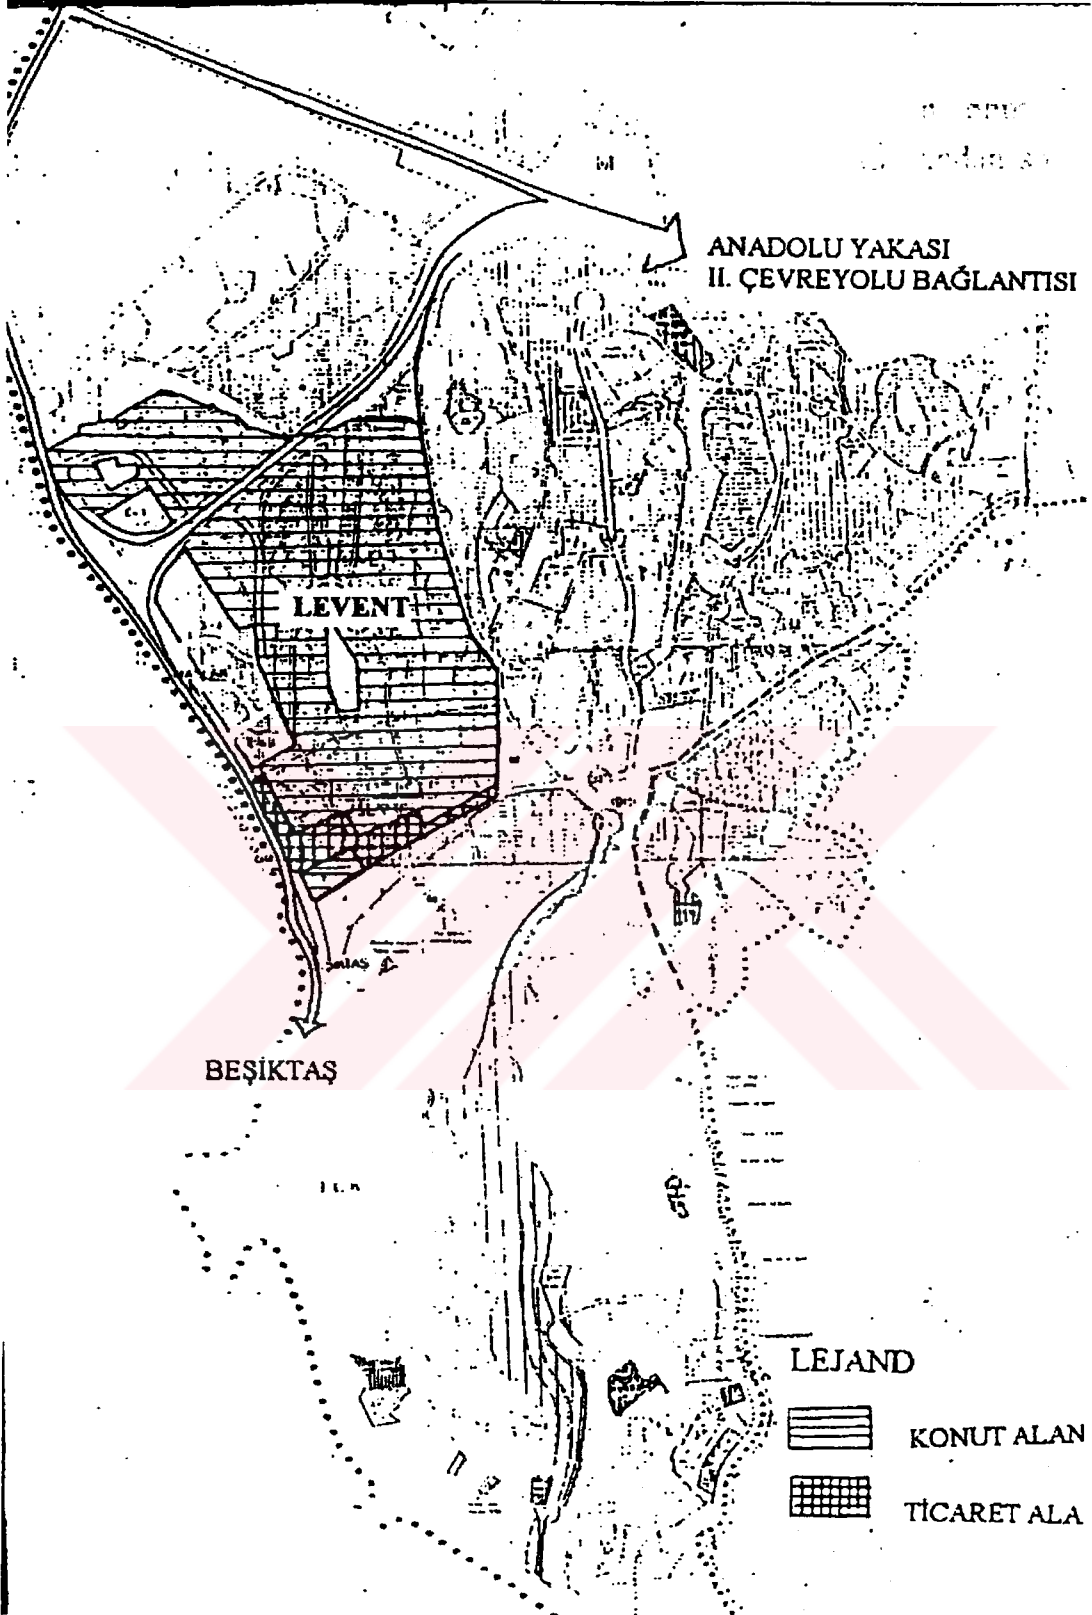 ANADOLU YAKASI
II. ÇEVREYOLU BAĞLANTISI
LEVENT
BEŞİKTAŞ
LEJAND
KONUT ALAN
TİCARET ALA